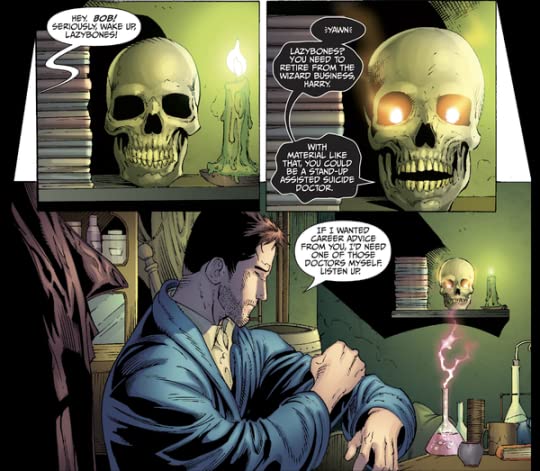 HEY, BOB!
SERIOUSLY, WAKE UP,
LAZYBONES!
YAWN
LAZYBONES?
YOU NEED TO
RETIRE FROM THE
WIZARD BUSINESS,
HARRY.
WITH
MATERIAL LIKE
THAT, YOU COULD
BE A STAND-UP
ASSISTED SUICIDE
DOCTOR.
IF I WANTED
CAREER ADVICE
FROM YOU, I'D NEED
ONE OF THOSE
DOCTORS MYSELF.
LISTEN UP.